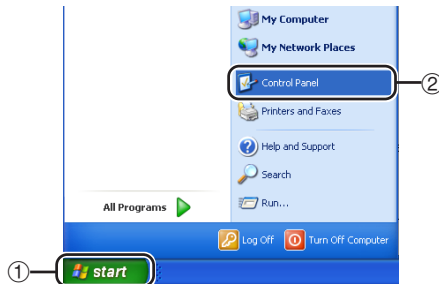 My Computer
My Network Places
Control Panel
②
Printers and Faxes
Help and Support
Search
All Programs
Run...
Log Off
Turn Off Computer
①
start